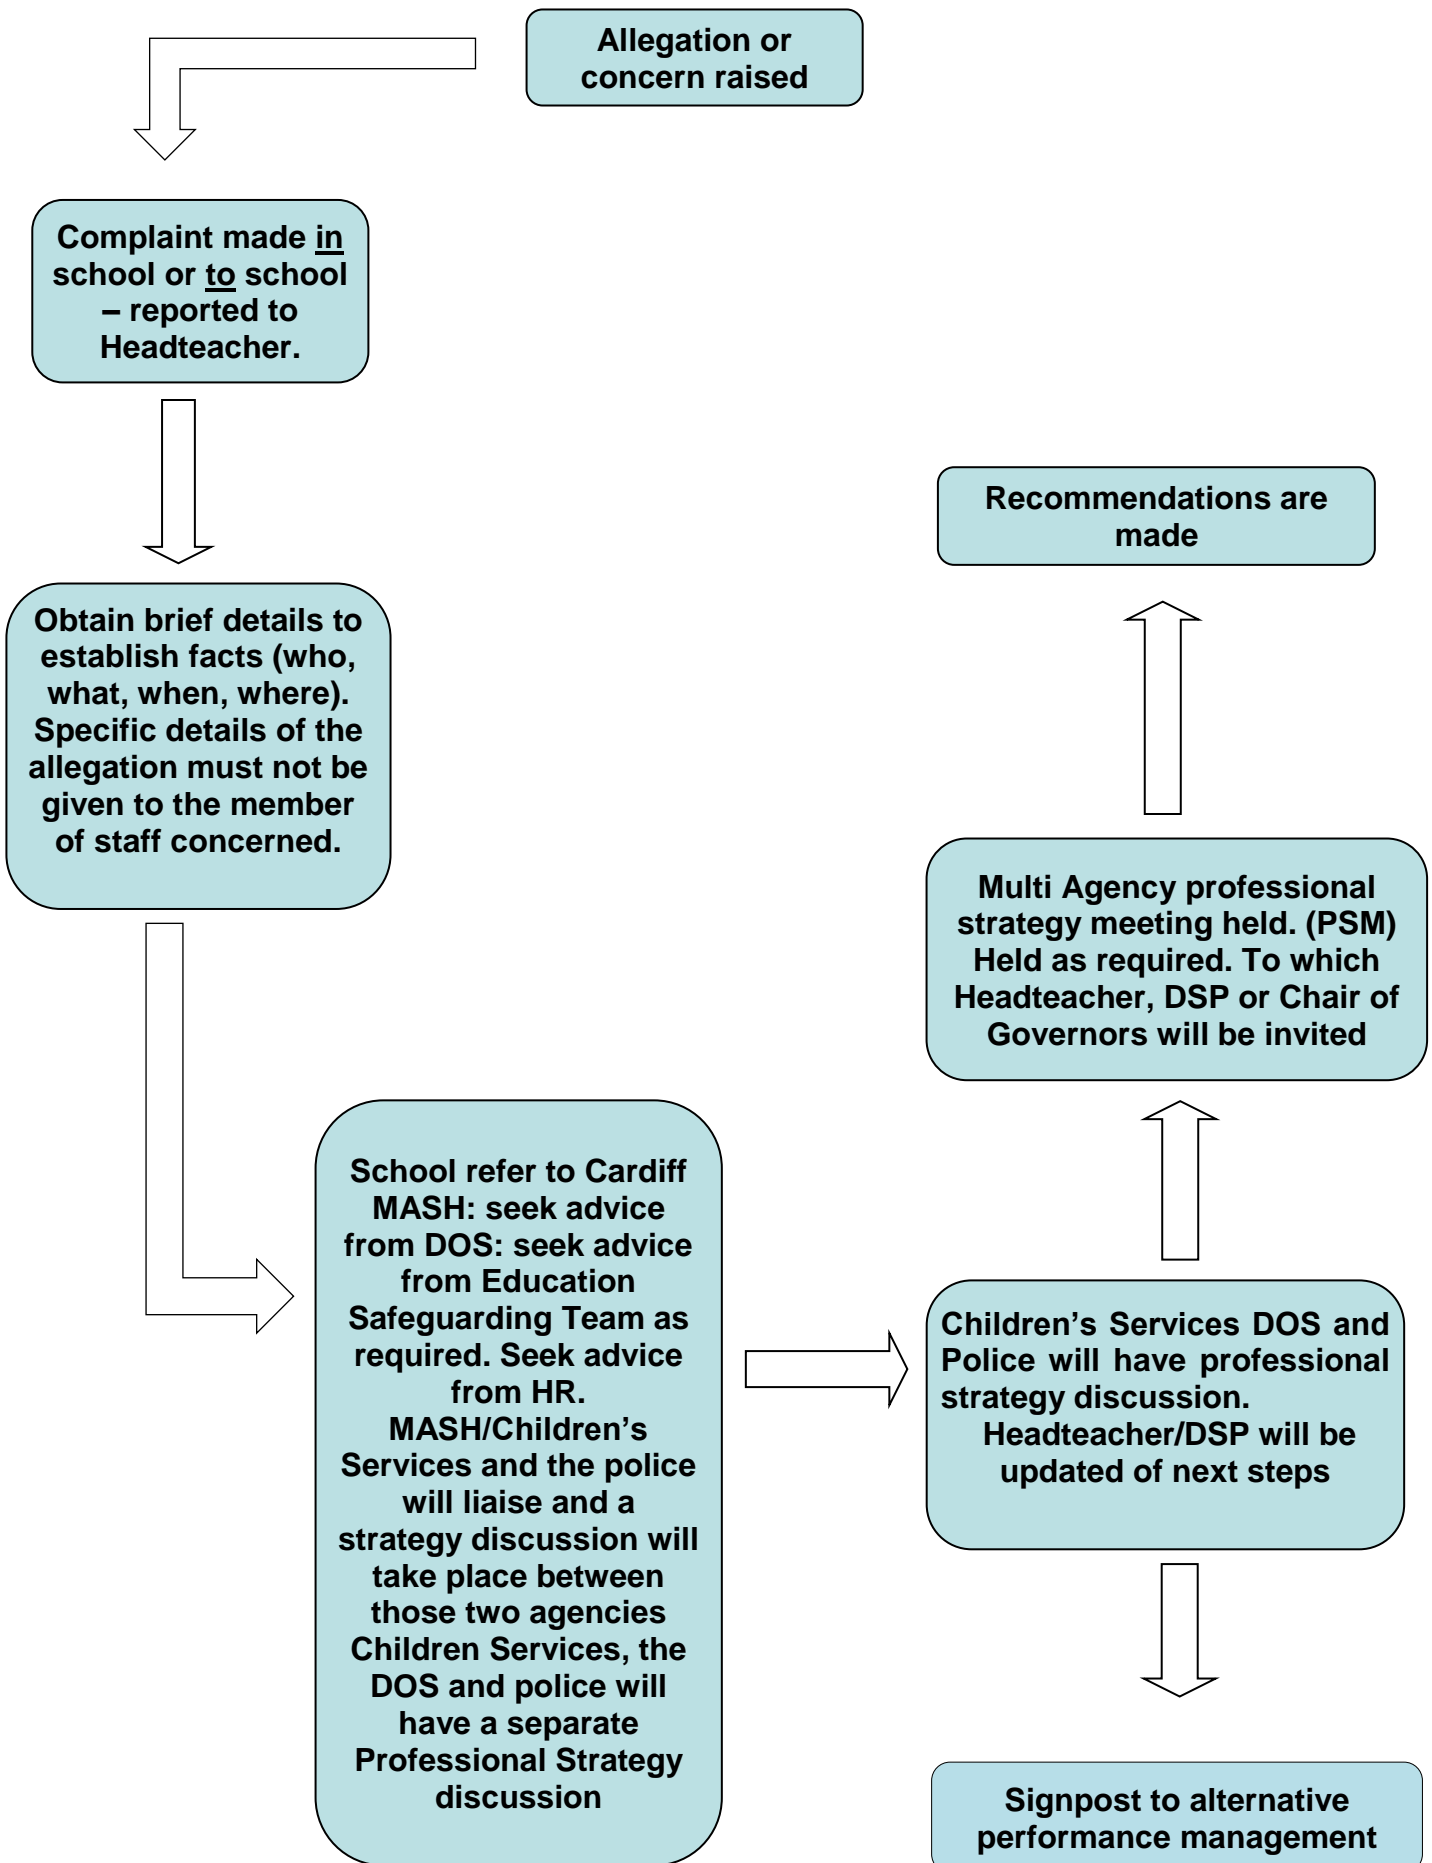 Allegation or
concern raised
Complaint made in
school or to school
– reported to
Headteacher.
Obtain brief details to
establish facts (who,
what, when, where).
Specific details of the
allegation must not be
given to the member
of staff concerned.
School refer to Cardiff
MASH: seek advice
from DOS: seek advice
from Education
Safeguarding Team as
required. Seek advice
from HR.
MASH/Children’s
Services and the police
will liaise and a
strategy discussion will
take place between
those two agencies
Children Services, the
DOS and police will
have a separate
Professional Strategy
discussion
Children’s Services DOS and
Police will have professional
strategy discussion.
Headteacher/DSP will be
updated of next steps
Multi Agency professional
strategy meeting held. (PSM)
Held as required. To which
Headteacher, DSP or Chair of
Governors will be invited
Recommendations are
made
Signpost to alternative
performance management